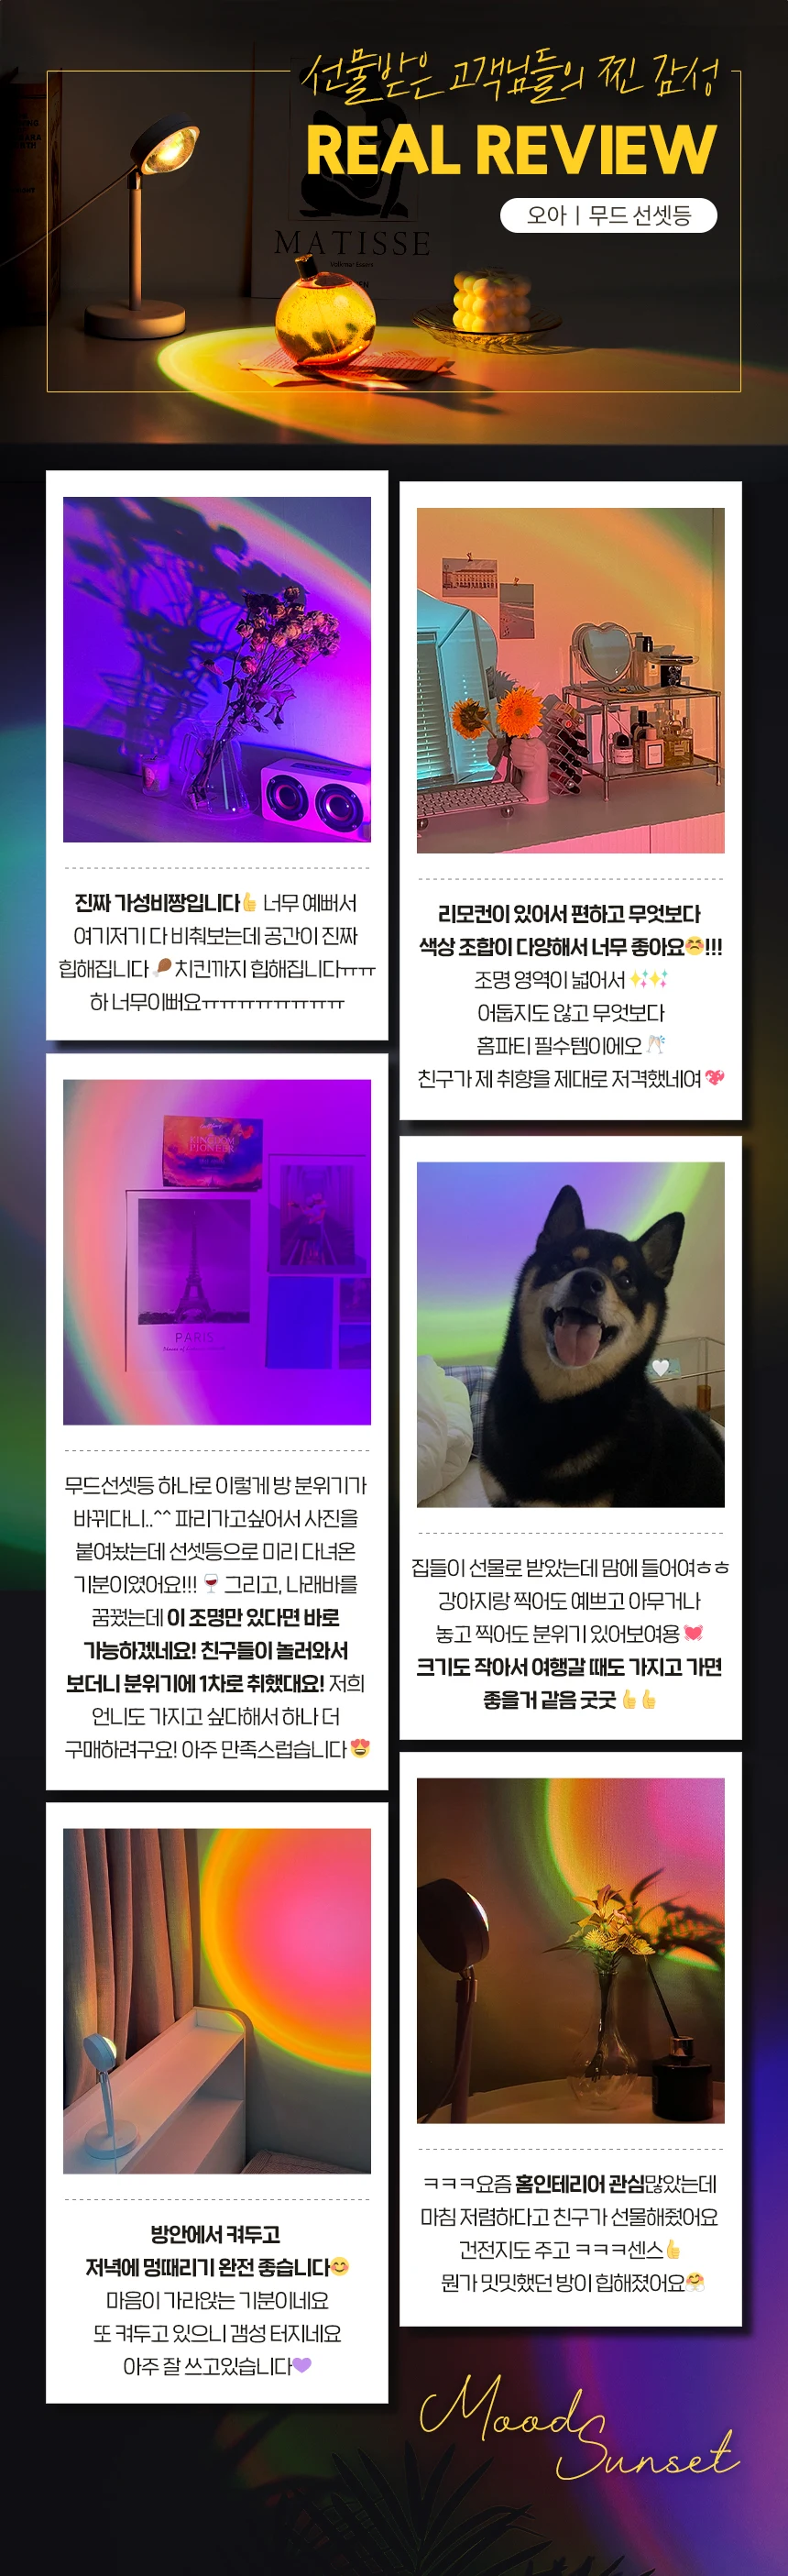 선물받은 고객님들의 찐 감성
REAL REVIEW
오아ㅣ무드 선셋등
MATISSE
진짜 가성비짱입니다👍 너무 예뻐서
여기저기 다 비춰보는데 공간이 진짜
힙해집니다 🍗 치킨까지 힙해집니다ㅠㅠ
하 너무이뻐요ㅠㅠㅠㅠㅠㅠㅠㅠ
리모컨이 있어서 편하고 무엇보다
색상 조합이 다양해서 너무 좋아요😭!!!
조명 영역이 넓어서 ✨✨
어둡지도 않고 무엇보다
홈파티 필수템이에오 🥂
친구가 제 취향을 제대로 저격했네여 💖
KINGDOM
PIONEER
PARIS
무드선셋등 하나로 이렇게 방 분위기가
바뀌다니..^^ 파리가고싶어서 사진을
붙여놨는데 선셋등으로 미리 다녀온
기분이였어요!!! 🍷 그리고, 나래바를
꿈꿨는데 이 조명만 있다면 바로
가능하겠네요! 친구들이 놀러와서
보더니 분위기에 1차로 취했대요! 저희
언니도 가지고 싶다해서 하나 더
구매하려구요! 아주 만족스럽습니다 😍
집들이 선물로 받았는데 맘에 들어여ㅎㅎ
강아지랑 찍어도 예쁘고 아무거나
놓고 찍어도 분위기 있어보여용 💓
크기도 작아서 여행갈 때도 가지고 가면
좋을거 같음 굿굿 👍👍
방안에서 켜두고
저녁에 멍때리기 완전 좋습니다😊
마음이 가라앉는 기분이네요
또 켜두고 있으니 갬성 터지네요
아주 잘 쓰고있습니다💜
ㅋㅋㅋ요즘 홈인테리어 관심많았는데
마침 저렴하다고 친구가 선물해줬어요
건전지도 주고 ㅋㅋㅋ센스👍
뭔가 밋밋했던 방이 힙해졌어요🤗
Mood
Sunset